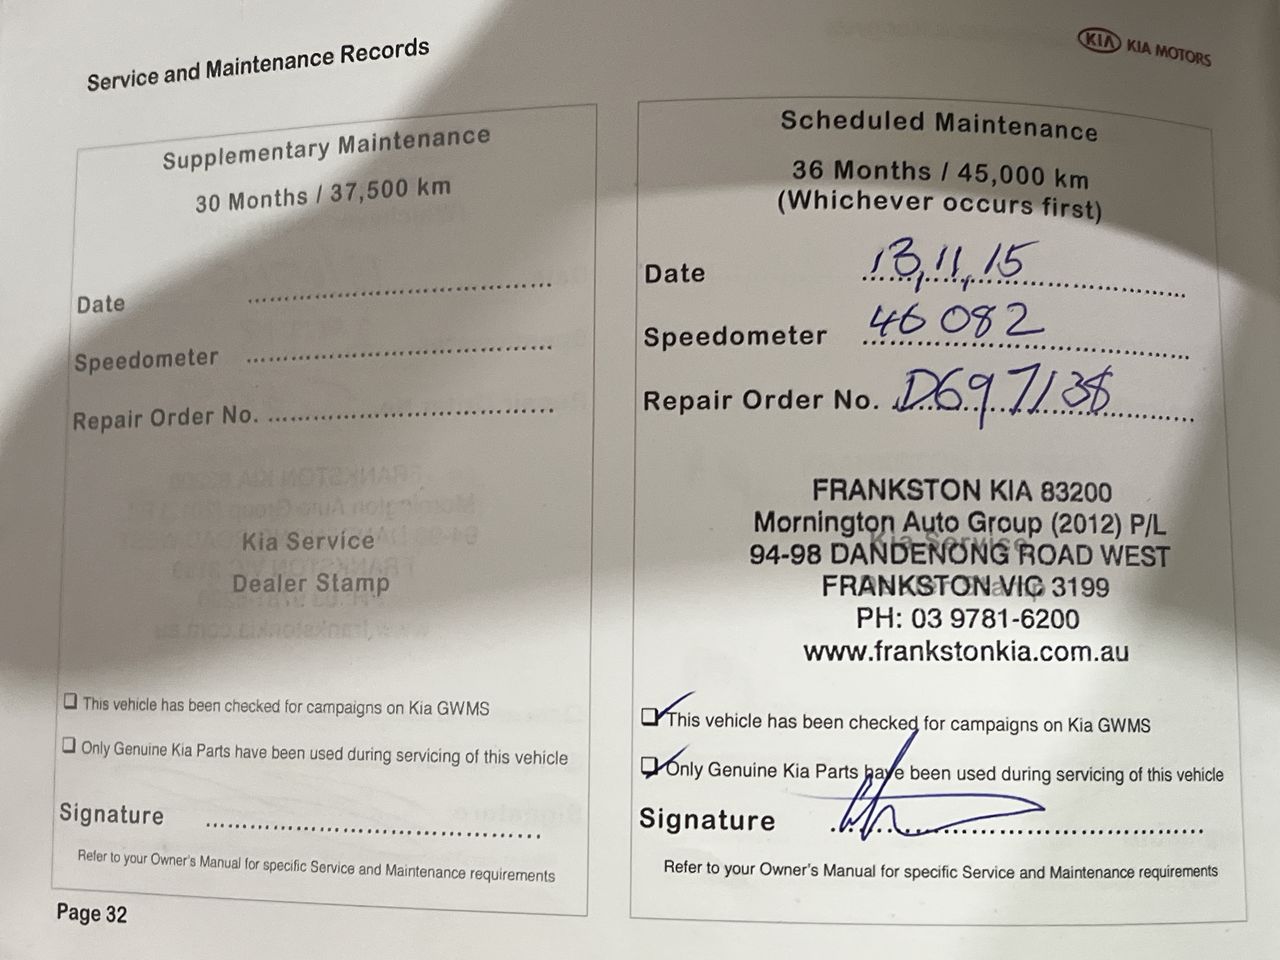 Service and Maintenance Records
KIA KIA MOTORS
Supplementary Maintenance
30 Months / 37,500 km
Date
Speedometer
Repair Order No.
Kia Service
Dealer Stamp
This vehicle has been checked for campaigns on Kia GWMS
Only Genuine Kia Parts have been used during servicing of this vehicle
Signature
Refer to your Owner's Manual for specific Service and Maintenance requirements
Page 32
Scheduled Maintenance
36 Months / 45,000 km
(Whichever occurs first)
Date 13,11,15
Speedometer 46 082
Repair Order No. D697138
FRANKSTON KIA 83200
Mornington Auto Group (2012) P/L
Kia Service
94-98 DANDENONG ROAD WEST
FRANKSTON VIC 3199
PH: 03 9781-6200
www.frankstonkia.com.au
This vehicle has been checked for campaigns on Kia GWMS
Only Genuine Kia Parts have been used during servicing of this vehicle
Signature
Refer to your Owner's Manual for specific Service and Maintenance requirements